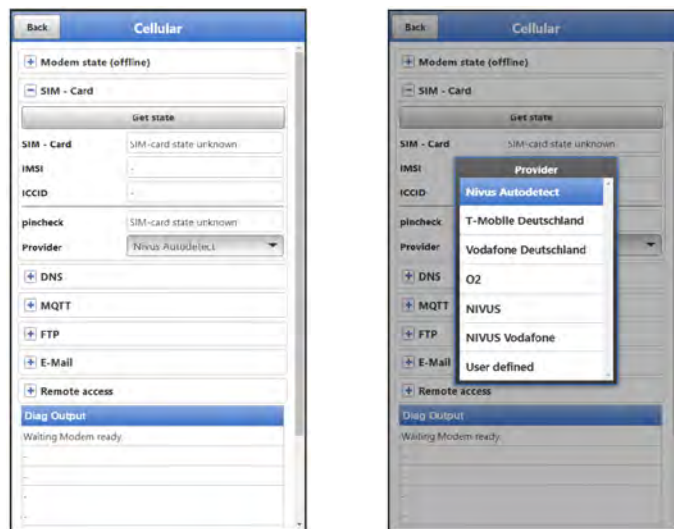 Back Cellular
Modem state (offline)
SIM - Card
Get state
SIM - Card SIM-card state unknown
IMSI -
ICCID -
pincheck SIM-card state unknown
Provider Nivus Autodetect
DNS
MQTT
FTP
E-Mail
Remote access
Diag Output
Waiting Modem ready.
-
-
-
-
Back Cellular
Modem state (offline)
SIM - Card
Get state
SIM - Card SIM-card state unknown
IMSI
ICCID
pincheck
Provider
DNS
MQTT
FTP
E-Mail
Remote access
Provider
Nivus Autodetect
T-Mobile Deutschland
Vodafone Deutschland
O2
NIVUS
NIVUS Vodafone
User defined
Diag Output
Waiting Modem ready.
-
-
-
-